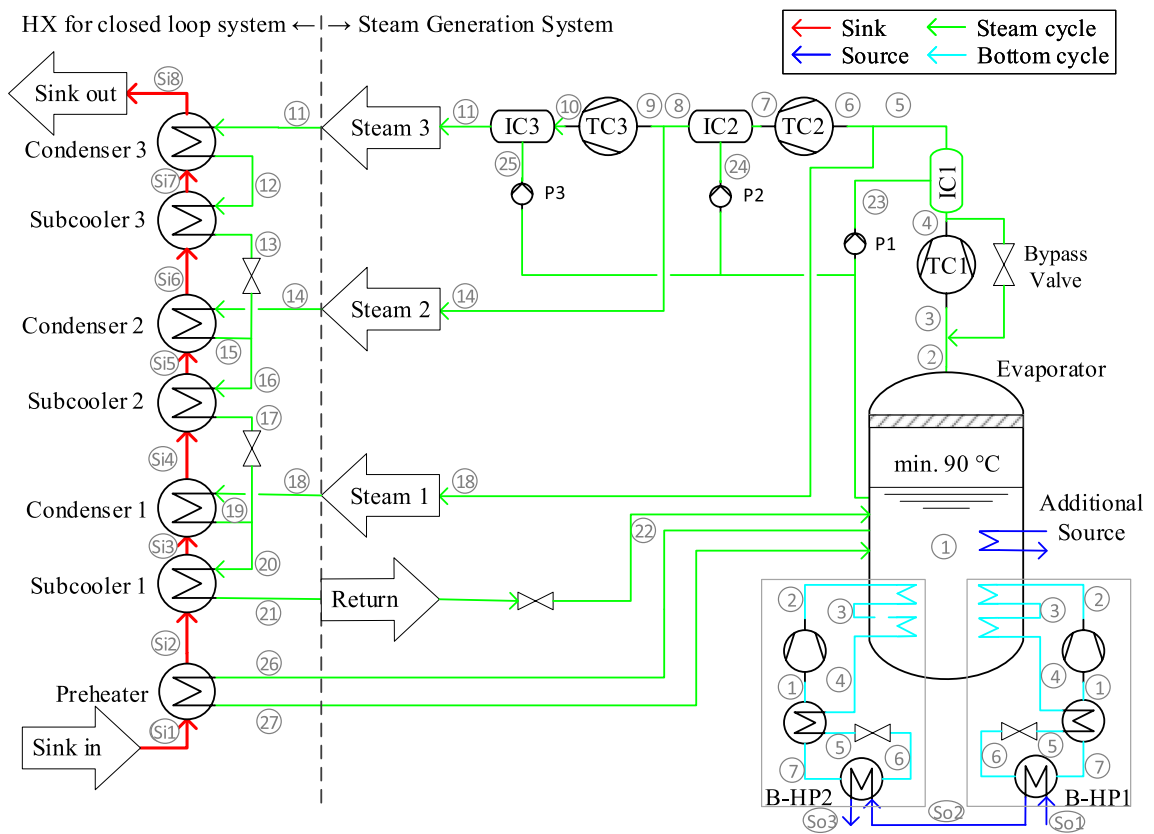 HX for closed loop system ← → Steam Generation System
Sink
Steam cycle
Source
Bottom cycle
Si8
Sink out
11
Steam 3
11
IC3
10
TC3
9
8
IC2
7
TC2
6
5
Condenser 3
25
24
IC1
Si7
12
P3
P2
23
Subcooler 3
4
13
P1
TC1
Bypass
Valve
Si6
14
Steam 2
14
3
Condenser 2
15
2
Si5
16
Evaporator
Subcooler 2
17
Si4
min. 90 °C
18
Steam 1
18
Condenser 1
19
Additional
Source
22
1
Si3
20
Subcooler 1
21
Return
2
3
3
2
Si2
26
4
4
Preheater
1
1
27
Si1
5
6
6
5
Sink in
7
7
B-HP2
B-HP1
So3
So2
So1